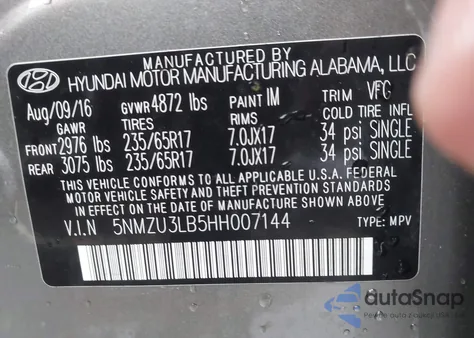 MANUFACTURED BY
HYUNDAI MOTOR MANUFACTURING ALABAMA, LLC
Aug/09/16 GVWR 4872 lbs PAINT IM TRIM VFC
GAWR TIRES RIMS COLD TIRE INFL
FRONT 2976 lbs 235/65R17 7.0JX17 34 psi SINGLE
REAR 3075 lbs 235/65R17 7.0JX17 34 psi SINGLE
THIS VEHICLE CONFORMS TO ALL APPLICABLE U.S.A. FEDERAL
MOTOR VEHICLE SAFETY AND
THEFT PREVENTION STANDARDS IN EFFECT ON THE DATE OF MANUFACTURE SHOWN ABOVE.
V.I.N 5NMZU3LB5HH007144 TYPE: MPV
autoSnap